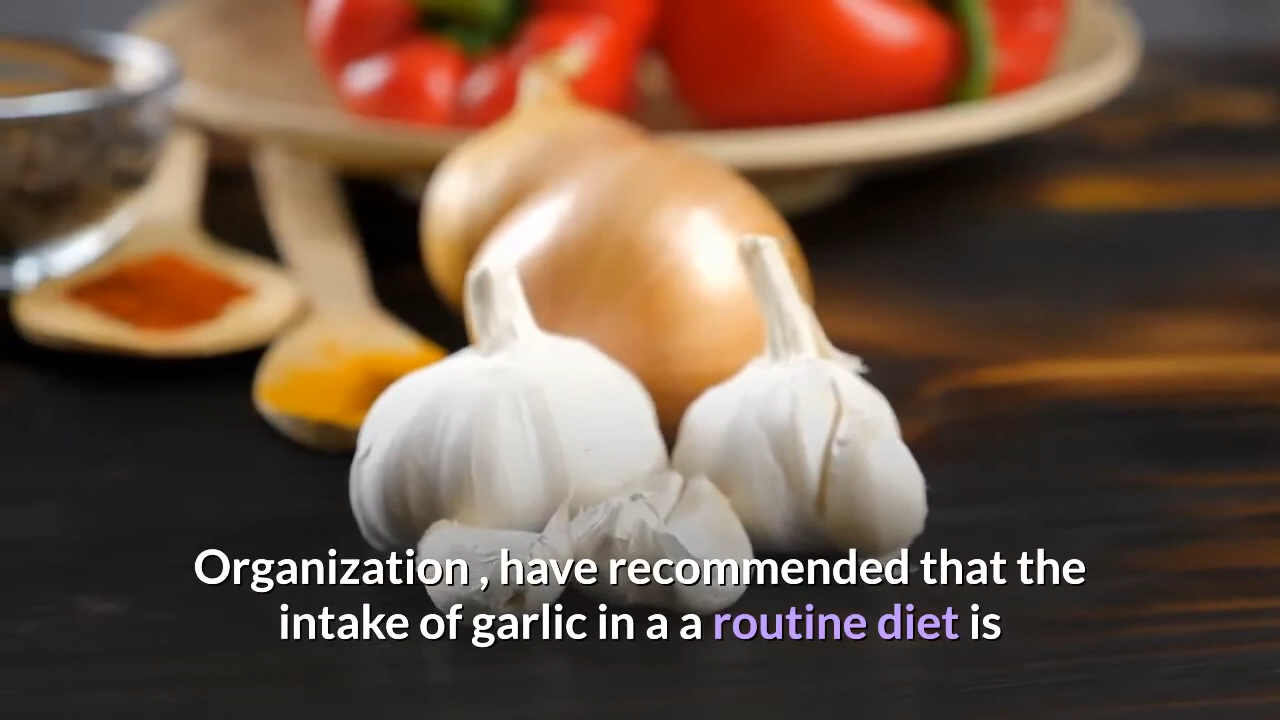 Organization , have recommended that the
intake of garlic in a a routine diet is